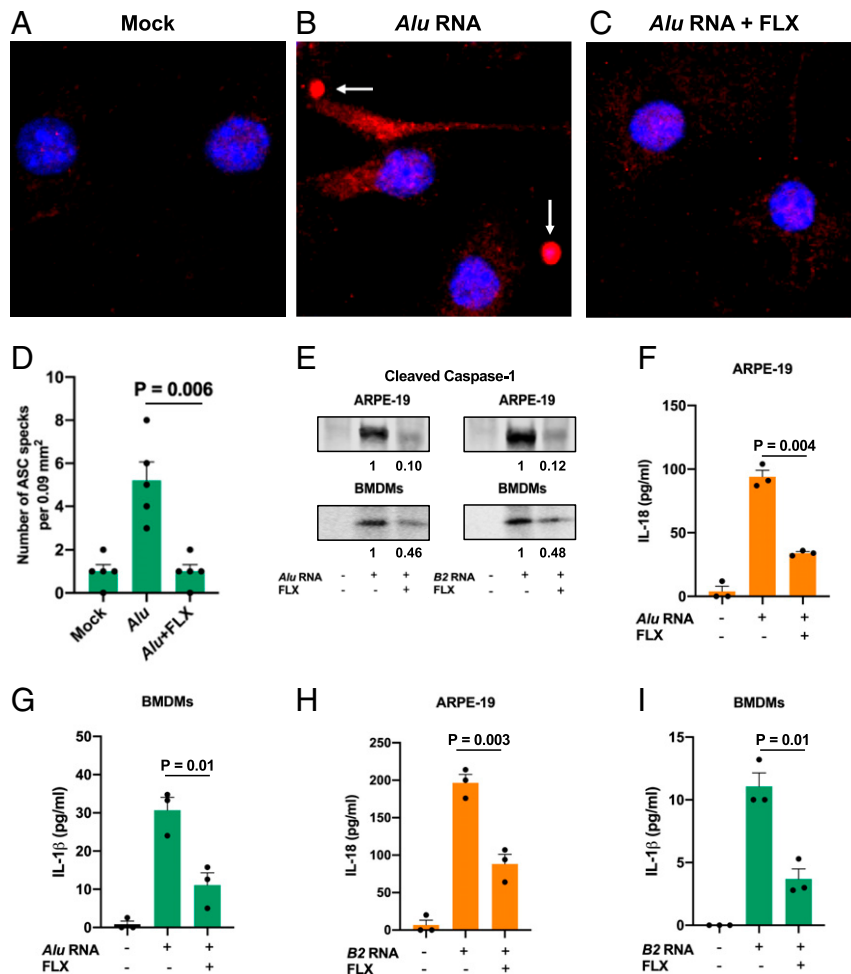 A Mock
B Alu RNA
C Alu RNA + FLX
D
Number of ASC specks
per 0.09 mm²
10
8
6
4
2
0
P = 0.006
Mock
Alu
Alu+FLX
E
Cleaved Caspase-1
ARPE-19 ARPE-19
1 0.10 1 0.12
BMDMs BMDMs
1 0.46 1 0.48
Alu RNA - + + B2 RNA - + +
FLX - - + FLX - - +
F
ARPE-19
IL-18 (pg/ml)
150
100
50
0
P = 0.004
Alu RNA - + +
FLX - - +
G
BMDMs
IL-1β (pg/ml)
50
40
30
20
10
0
P = 0.01
Alu RNA - + +
FLX - - +
H
ARPE-19
IL-18 (pg/ml)
250
200
150
100
50
0
P = 0.003
B2 RNA - + +
FLX - - +
I
BMDMs
IL-1β (pg/ml)
15
10
5
0
P = 0.01
B2 RNA - + +
FLX - - +